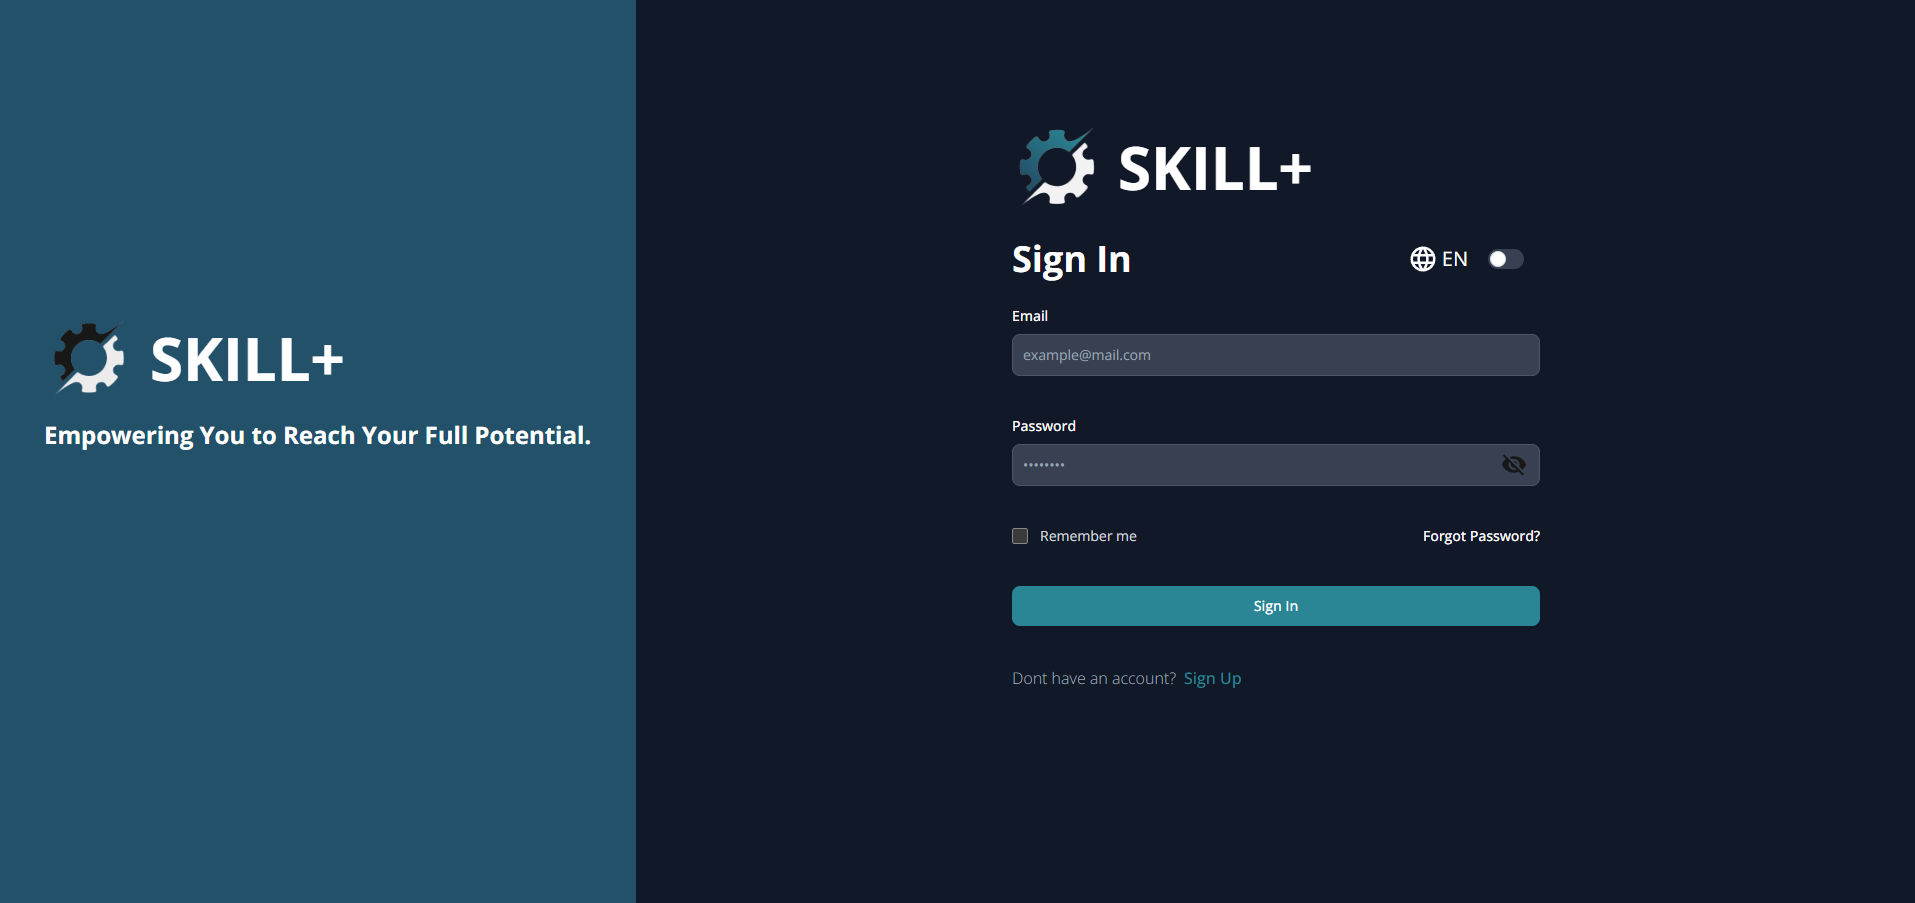 SKILL+
Empowering You to Reach Your Full Potential.
SKILL+
Sign In
EN
Email
example@mail.com
Password
••••••••
Remember me
Forgot Password?
Sign In
Dont have an account? Sign Up